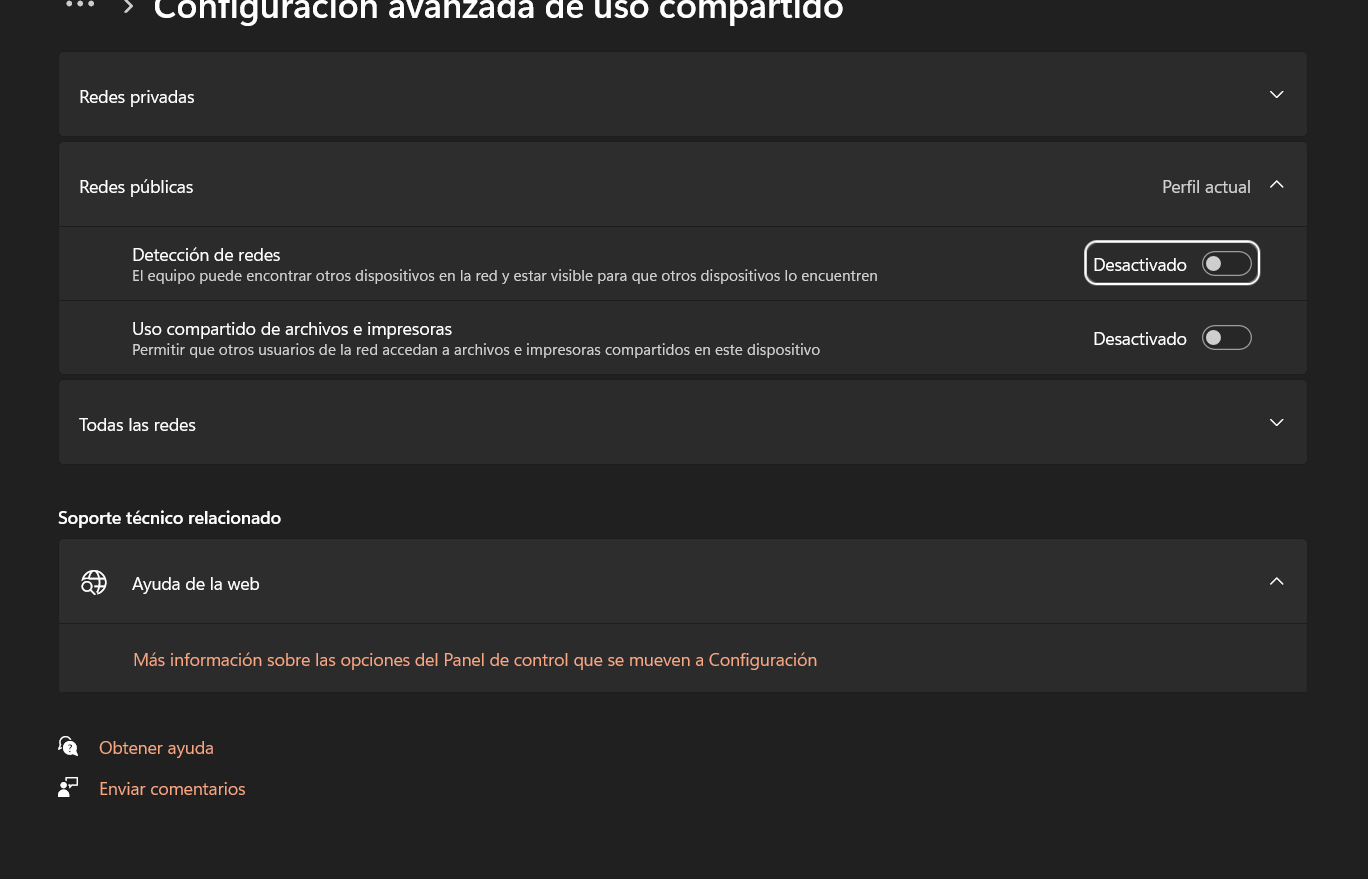 ··· > Configuración avanzada de uso compartido
Redes privadas
Redes públicas
Perfil actual
Detección de redes
El equipo puede encontrar otros dispositivos en la red y estar visible para que otros dispositivos lo encuentren
Desactivado
Uso compartido de archivos e impresoras
Permitir que otros usuarios de la red accedan a archivos e impresoras compartidos en este dispositivo
Desactivado
Todas las redes
Soporte técnico relacionado
Ayuda de la web
Más información sobre las opciones del Panel de control que se mueven a Configuración
Obtener ayuda
Enviar comentarios